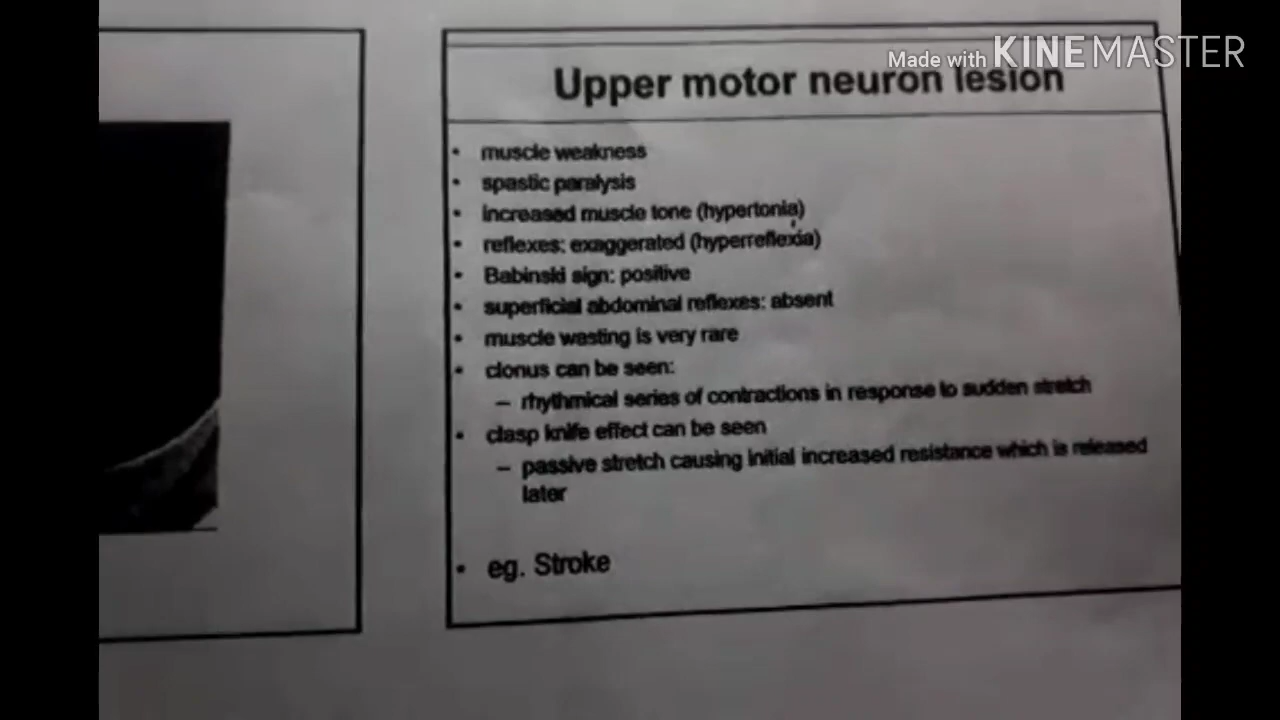 Made with KINEMASTER
Upper motor neuron lesion
• muscle weakness
• spastic paralysis
• increased muscle tone (hypertonia)
• reflexes: exaggerated (hyperreflexia)
• Babinski sign: positive
• superficial abdominal reflexes: absent
• muscle wasting is very rare
• clonus can be seen:
– rhythmical series of contractions in response to sudden stretch
• clasp knife effect can be seen
– passive stretch causing initial increased resistance which is released
later
• eg. Stroke